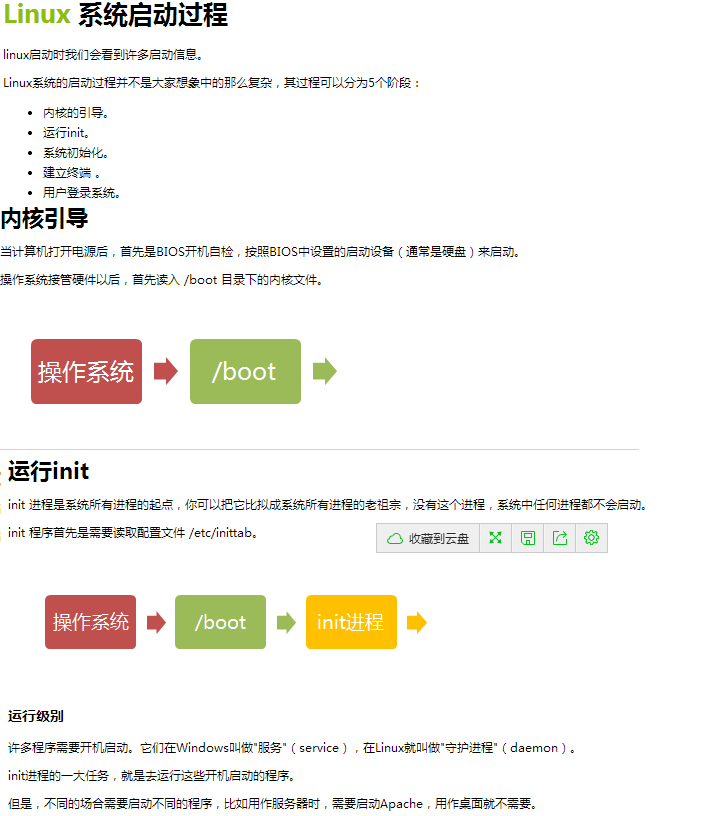 Linux 系统启动过程
linux启动时我们会看到许多启动信息。
Linux系统的启动过程并不是大家想象中的那么复杂，其过程可以分为5个阶段：
内核的引导。
运行init。
系统初始化。
建立终端 。
用户登录系统。
内核引导
当计算机打开电源后，首先是BIOS开机自检，按照BIOS中设置的启动设备（通常是硬盘）来启动。
操作系统接管硬件以后，首先读入 /boot 目录下的内核文件。
操作系统 /boot
运行init
init 进程是系统所有进程的起点，你可以把它比拟成系统所有进程的老祖宗，没有这个进程，系统中任何进程都不会启动。
init 程序首先是需要读取配置文件 /etc/inittab。
收藏到云盘
操作系统 /boot init进程
运行级别
许多程序需要开机启动。它们在Windows叫做"服务"（service），在Linux就叫做"守护进程"（daemon）。
init进程的一大任务，就是去运行这些开机启动的程序。
但是，不同的场合需要启动不同的程序，比如用作服务器时，需要启动Apache，用作桌面就不需要。